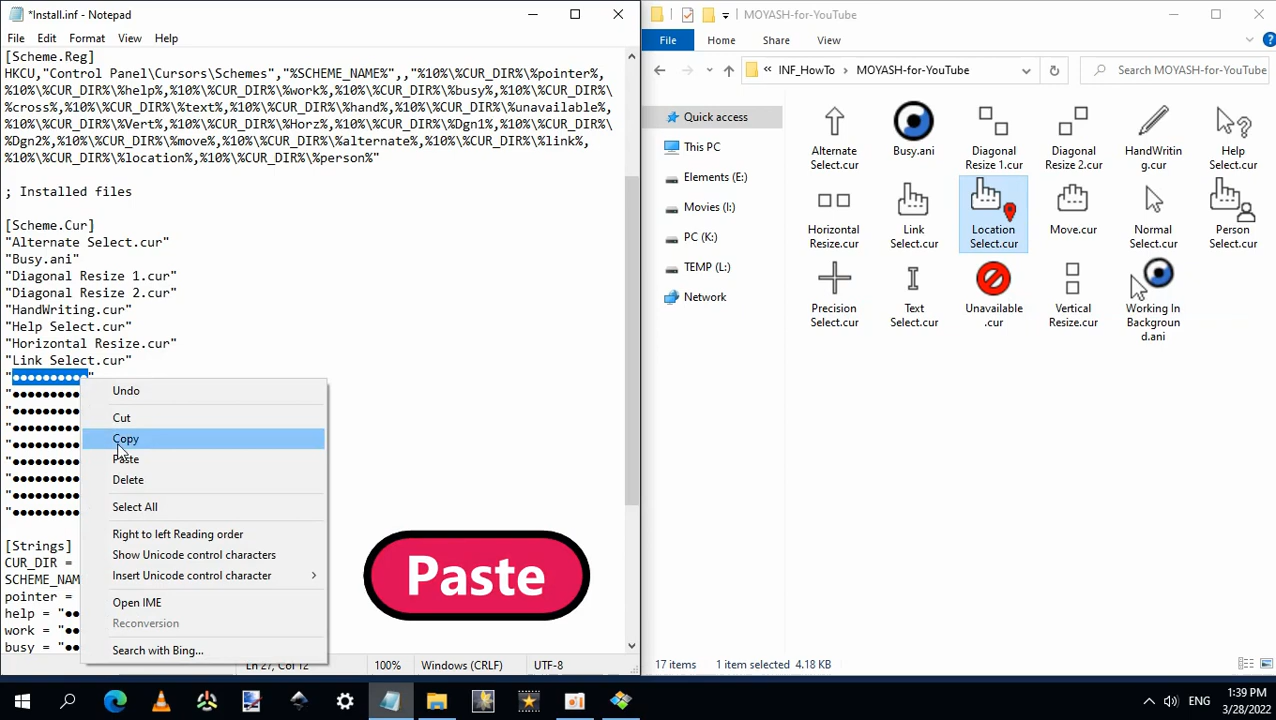 *Install.inf - Notepad
File Edit Format View Help
[Scheme.Reg]
HKCU,"Control Panel\Cursors\Schemes","%SCHEME_NAME%",,"%10%\%CUR_DIR%\%pointer%,
%10%\%CUR_DIR%\%help%,%10%\%CUR_DIR%\%work%,%10%\%CUR_DIR%\%busy%,%10%\%CUR_DIR%\
%cross%,%10%\%CUR_DIR%\%text%,%10%\%CUR_DIR%\%hand%,%10%\%CUR_DIR%\%unavailable%,
%10%\%CUR_DIR%\%Vert%,%10%\%CUR_DIR%\%Horz%,%10%\%CUR_DIR%\%Dgn1%,%10%\%CUR_DIR%\
%Dgn2%,%10%\%CUR_DIR%\%move%,%10%\%CUR_DIR%\%alternate%,%10%\%CUR_DIR%\%link%,
%10%\%CUR_DIR%\%location%,%10%\%CUR_DIR%\%person%"
; Installed files
[Scheme.Cur]
"Alternate Select.cur"
"Busy.ani"
"Diagonal Resize 1.cur"
"Diagonal Resize 2.cur"
"HandWriting.cur"
"Help Select.cur"
"Horizontal Resize.cur"
"Link Select.cur"
"●●●●●●●●●●"
"●●●●●●●●●
"●●●●●●●●●
"●●●●●●●●●
"●●●●●●●●●
"●●●●●●●●●
"●●●●●●●●●
"●●●●●●●●●
"●●●●●●●●●
[Strings]
CUR_DIR =
SCHEME_NAM
pointer =
help = "●●
work = "●●
busy = "●●
Undo
Cut
Copy
Paste
Delete
Select All
Right to left Reading order
Show Unicode control characters
Insert Unicode control character
Open IME
Reconversion
Search with Bing...
Paste
Ln 27, Col 12 100% Windows (CRLF) UTF-8
MOYASH-for-YouTube
File Home Share View
INF_HowTo MOYASH-for-YouTube
Search MOYASH-for-YouTube
Quick access
This PC
Elements (E:)
Movies (I:)
PC (K:)
TEMP (L:)
Network
Alternate
Select.cur
Busy.ani
Diagonal
Resize 1.cur
Diagonal
Resize 2.cur
HandWritin
g.cur
Help
Select.cur
Horizontal
Resize.cur
Link
Select.cur
Location
Select.cur
Move.cur
Normal
Select.cur
Person
Select.cur
Precision
Select.cur
Text
Select.cur
Unavailable
.cur
Vertical
Resize.cur
Working In
Backgroun
d.ani
17 items 1 item selected 4.18 KB
ENG
1:39 PM
3/28/2022